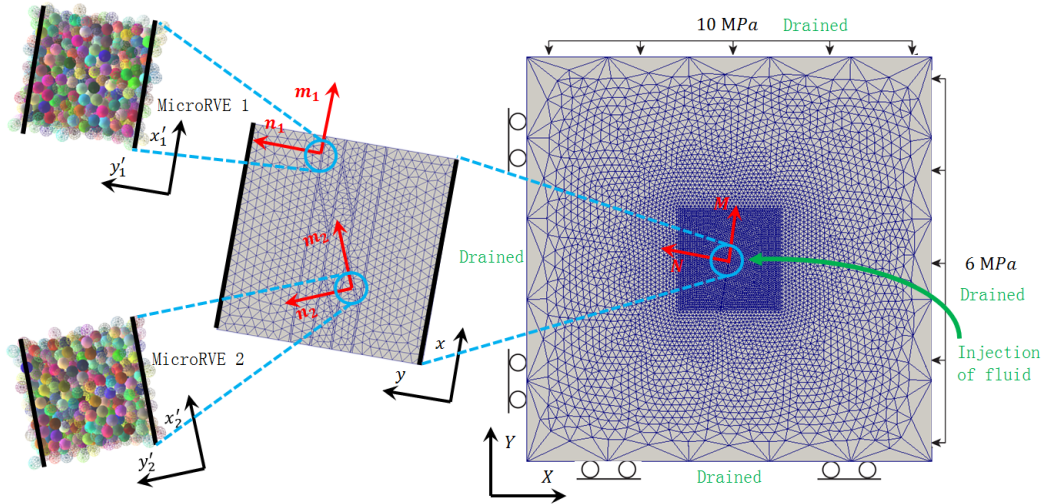 10 MPa
Drained
MicroRVE 1
x′₁
y′₁
m₁
n₁
m₂
n₂
x
y
MicroRVE 2
x′₂
y′₂
Drained
M
N
6 MPa
Drained
Injection
of fluid
Y
X
Drained